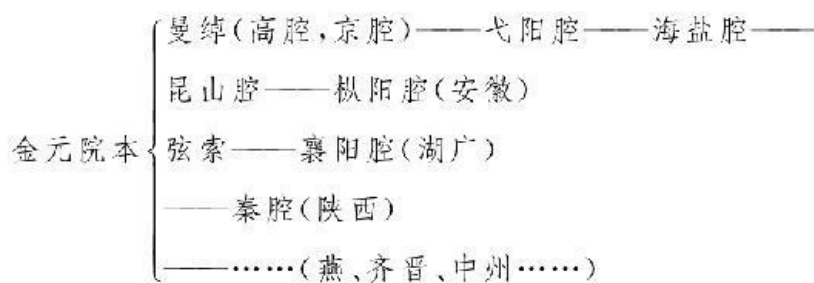 曼绰(高腔,京腔)——弋阳腔——海盐腔——
昆山腔——枞阳腔(安徽)
金元院本 弦索——襄阳腔(湖广)
——秦腔(陕西)
——……(燕、齐晋、中州……)